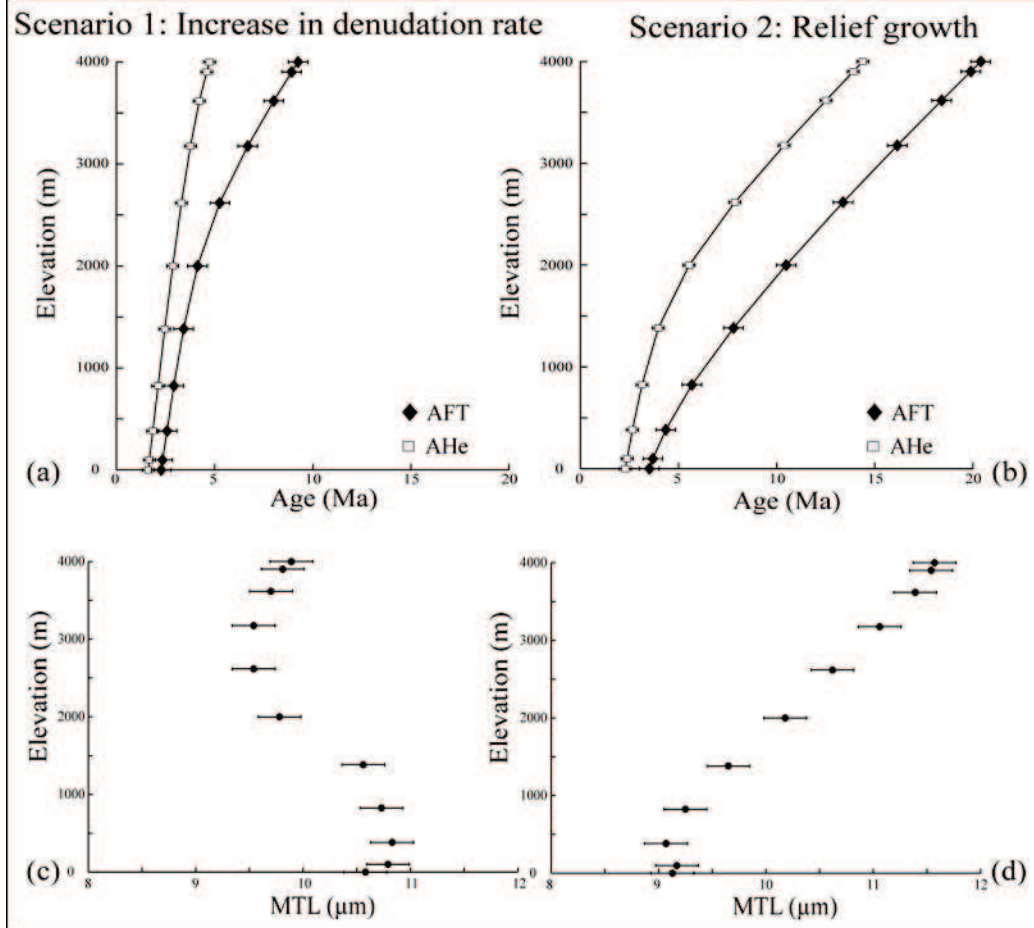 Scenario 1: Increase in denudation rate
Scenario 2: Relief growth
4000
3000
2000
1000
0
Elevation (m)
AFT
AHe
(a)
0
5
10
15
20
Age (Ma)
4000
3000
2000
1000
0
Elevation (m)
AFT
AHe
(b)
0
5
10
15
20
Age (Ma)
4000
3000
2000
1000
0
Elevation (m)
(c)
8
9
10
11
12
MTL (µm)
4000
3000
2000
1000
0
Elevation (m)
(d)
8
9
10
11
12
MTL (µm)